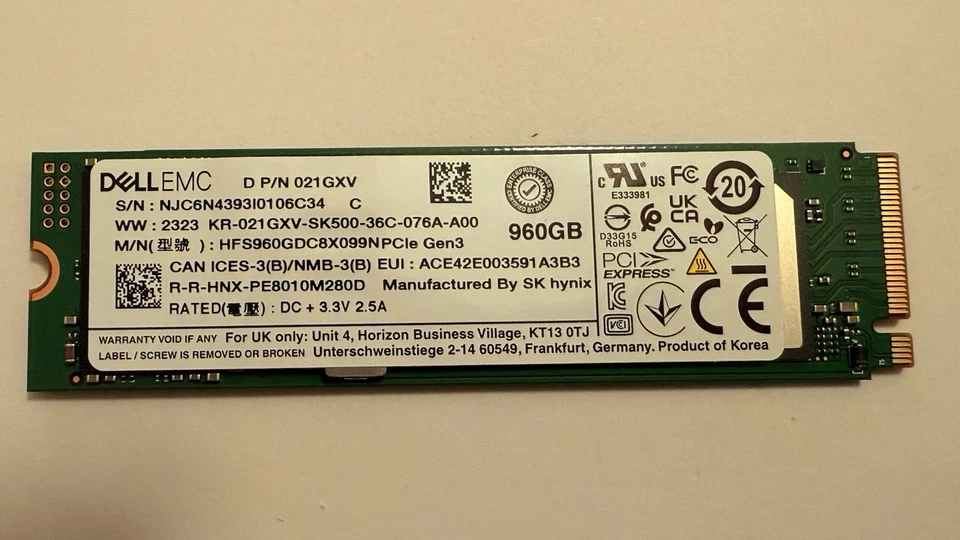 DELLEMC D P/N 021GXV
S/N : NJC6N4393I0106C34 C
WW : 2323 KR-021GXV-SK500-36C-076A-A00
M/N(型號) : HFS960GDC8X099NPCIe Gen3
960GB
CAN ICES-3(B)/NMB-3(B) EUI : ACE42E003591A3B3
R-R-HNX-PE8010M280D Manufactured By SK hynix
RATED(電壓) : DC + 3.3V 2.5A
WARRANTY VOID IF ANY
LABEL / SCREW IS REMOVED OR BROKEN
For UK only: Unit 4, Horizon Business Village, KT13 0TJ
Unterschweinstiege 2-14 60549, Frankfurt, Germany. Product of Korea
c UL US
E333981
FC
20
D33G15
RoHS
UK
CA
ECO
PCI
EXPRESS
KC
VCI
CE